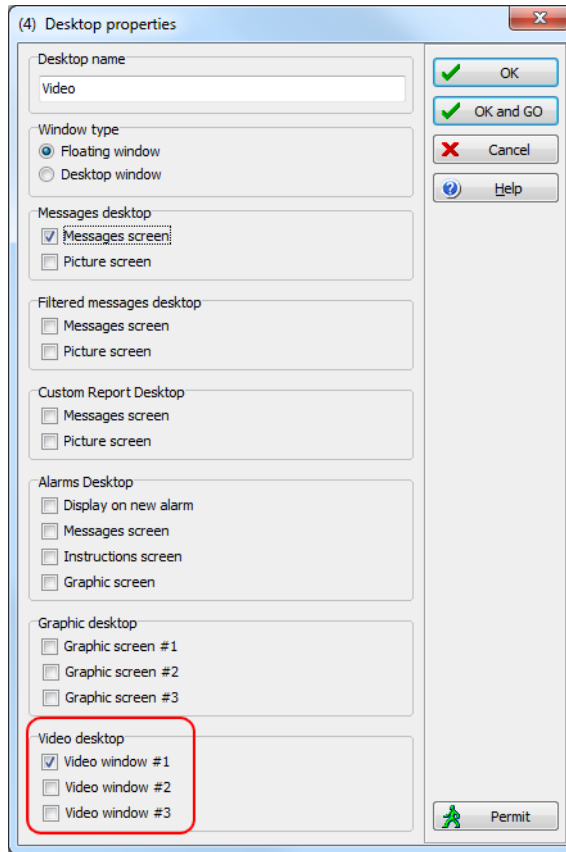 (4) Desktop properties
Desktop name
Video
Window type
Floating window
Desktop window
Messages desktop
Messages screen
Picture screen
Filtered messages desktop
Messages screen
Picture screen
Custom Report Desktop
Messages screen
Picture screen
Alarms Desktop
Display on new alarm
Messages screen
Instructions screen
Graphic screen
Graphic desktop
Graphic screen #1
Graphic screen #2
Graphic screen #3
Video desktop
Video window #1
Video window #2
Video window #3
OK
OK and GO
Cancel
Help
Permit